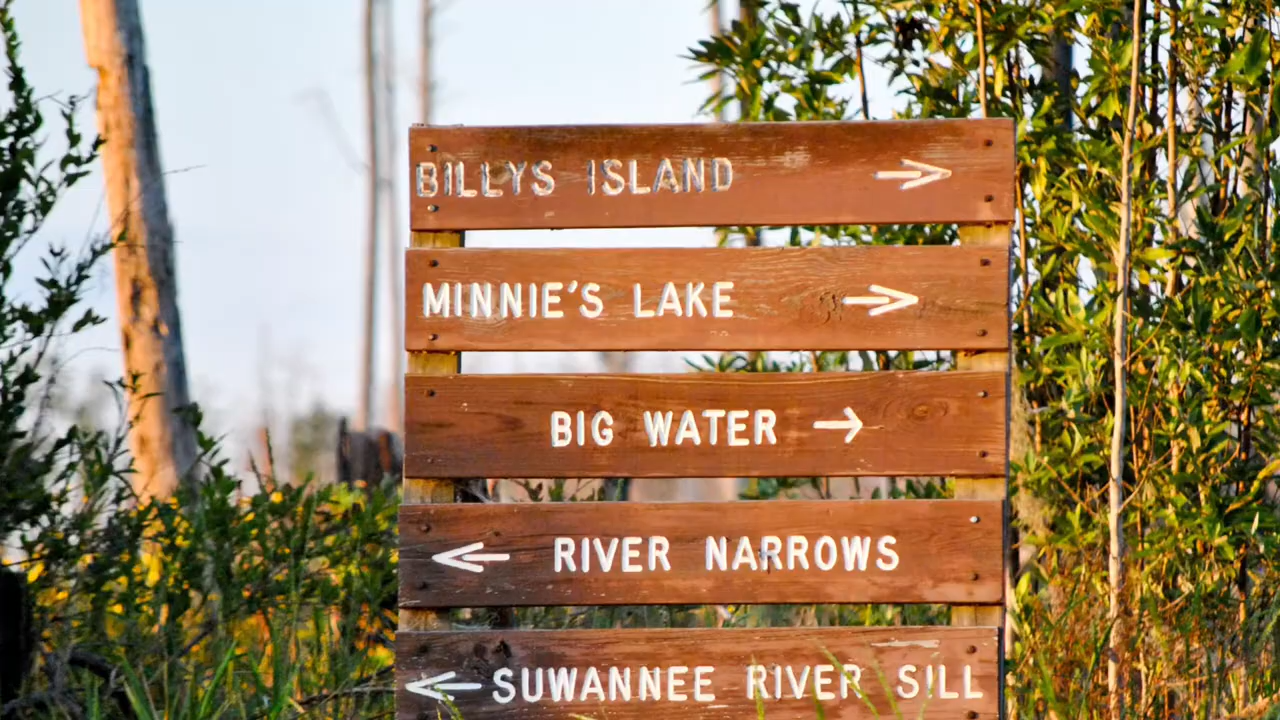 BILLYS ISLAND →
MINNIE'S LAKE →
BIG WATER →
← RIVER NARROWS
← SUWANNEE RIVER SILL